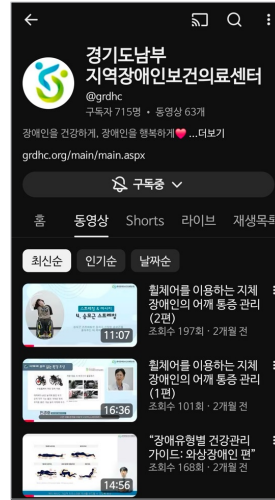 경기도남부
지역장애인보건의료센터
@grdhc
구독자 715명 • 동영상 63개
장애인을 건강하게, 장애인을 행복하게❤ ...더보기
grdhc.org/main/main.aspx
구독중
홈 동영상 Shorts 라이브 재생목록
최신순 인기순 날짜순
11:07
휠체어를 이용하는 지체
장애인의 어깨 통증 관리
(2편)
조회수 197회 · 2개월 전
16:36
휠체어를 이용하는 지체
장애인의 어깨 통증 관리
(1편)
조회수 101회 · 2개월 전
14:56
“장애유형별 건강관리
가이드: 와상장애인 편”
조회수 168회 · 2개월 전